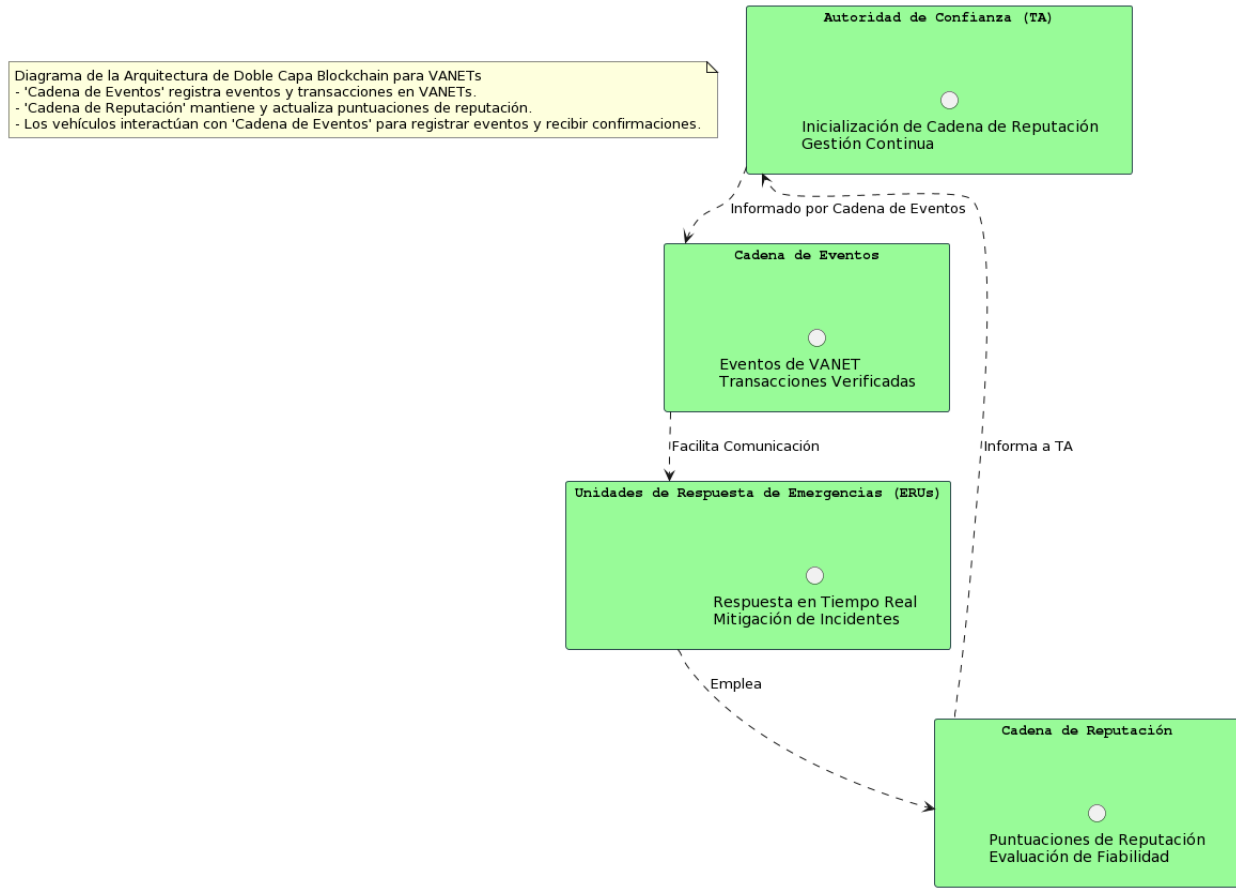 Autoridad de Confianza (TA)
Diagrama de la Arquitectura de Doble Capa Blockchain para VANETs
- 'Cadena de Eventos' registra eventos y transacciones en VANETs.
- 'Cadena de Reputación' mantiene y actualiza puntuaciones de reputación.
- Los vehículos interactúan con 'Cadena de Eventos' para registrar eventos y recibir confirmaciones.
Inicialización de Cadena de Reputación
Gestión Continua
Informado por Cadena de Eventos
Cadena de Eventos
Eventos de VANET
Transacciones Verificadas
Facilita Comunicación
Informa a TA
Unidades de Respuesta de Emergencias (ERUs)
Respuesta en Tiempo Real
Mitigación de Incidentes
Emplea
Cadena de Reputación
Puntuaciones de Reputación
Evaluación de Fiabilidad